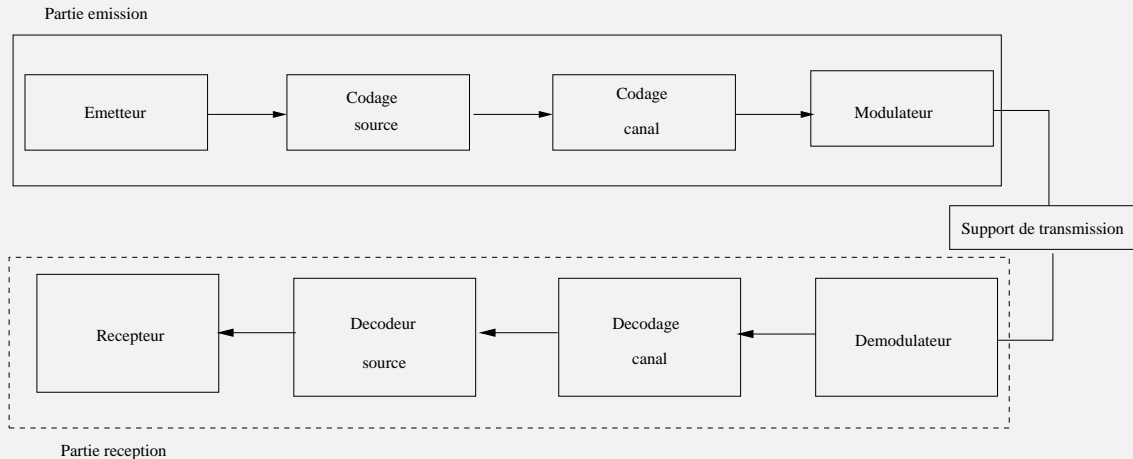 Partie emission
Emetteur
Codage
source
Codage
canal
Modulateur
Support de transmission
Recepteur
Decodeur
source
Decodage
canal
Demodulateur
Partie reception